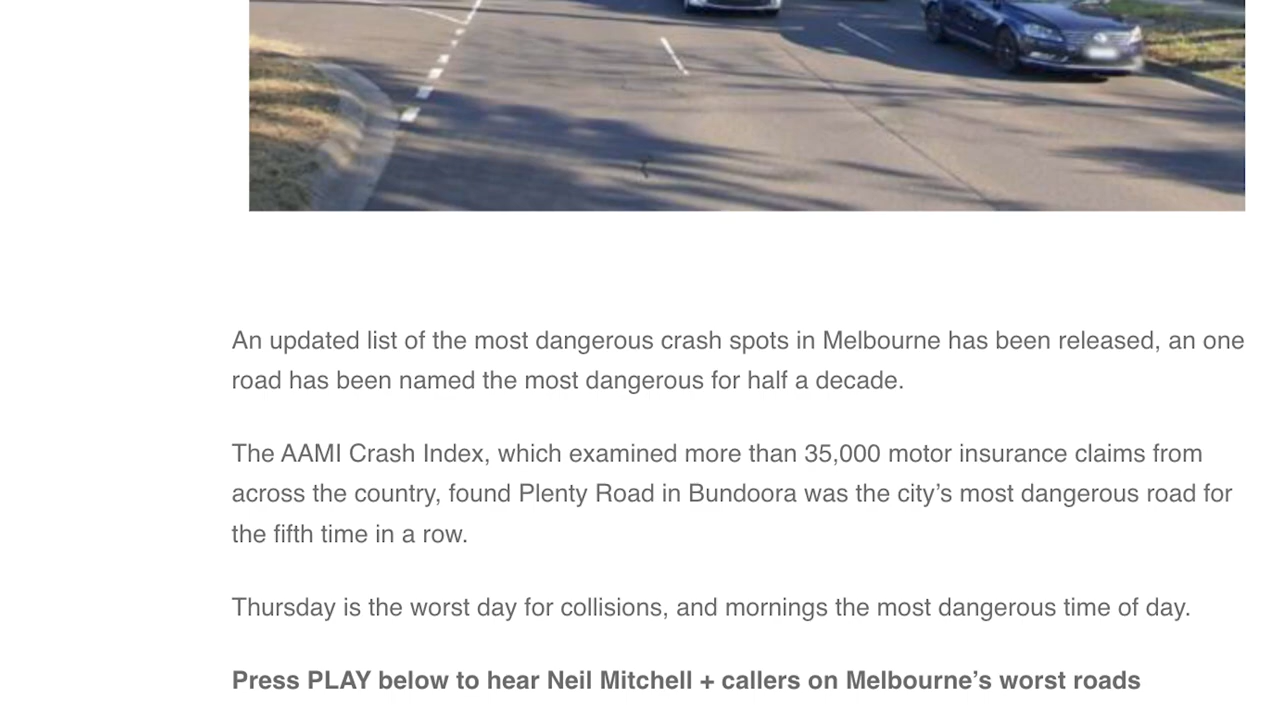 An updated list of the most dangerous crash spots in Melbourne has been released, an one
road has been named the most dangerous for half a decade.
The AAMI Crash Index, which examined more than 35,000 motor insurance claims from
across the country, found Plenty Road in Bundoora was the city’s most dangerous road for
the fifth time in a row.
Thursday is the worst day for collisions, and mornings the most dangerous time of day.
Press PLAY below to hear Neil Mitchell + callers on Melbourne’s worst roads